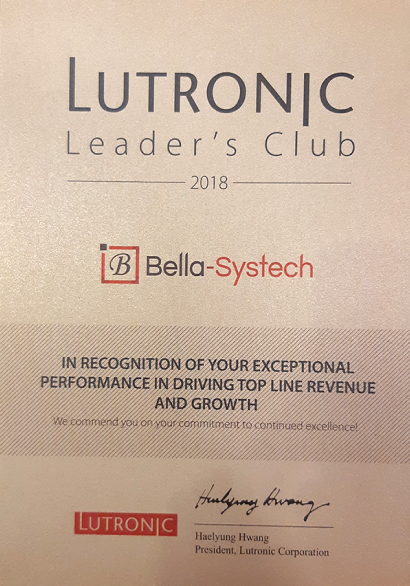 LUTRONIC
Leader's Club
2018
B Bella-Systech
IN RECOGNITION OF YOUR EXCEPTIONAL
PERFORMANCE IN DRIVING TOP LINE REVENUE
AND GROWTH
We commend you on your commitment to continued excellence!
Haelyung Hwang
LUTRONIC
Haelyung Hwang
President, Lutronic Corporation